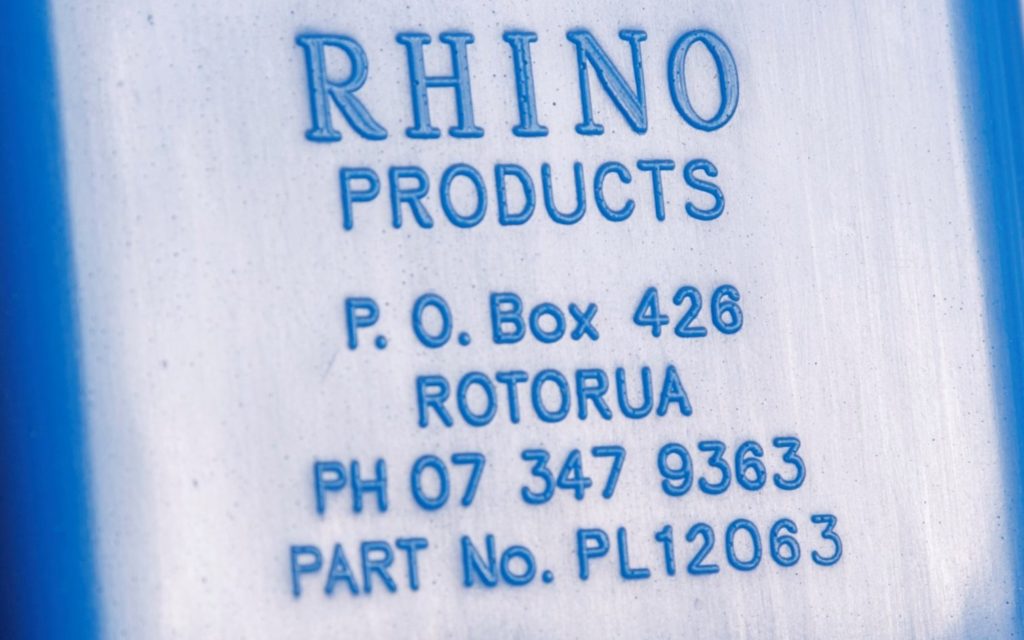 RHINO
PRODUCTS
P. O. Box 426
ROTORUA
PH 07 347 9363
PART No. PL12063